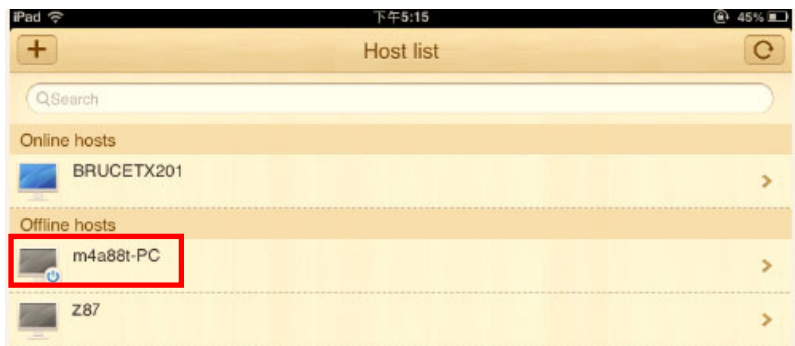 iPad 下午5:15 45%
Host list
Search
Online hosts
BRUCETX201
Offline hosts
m4a88t-PC
Z87